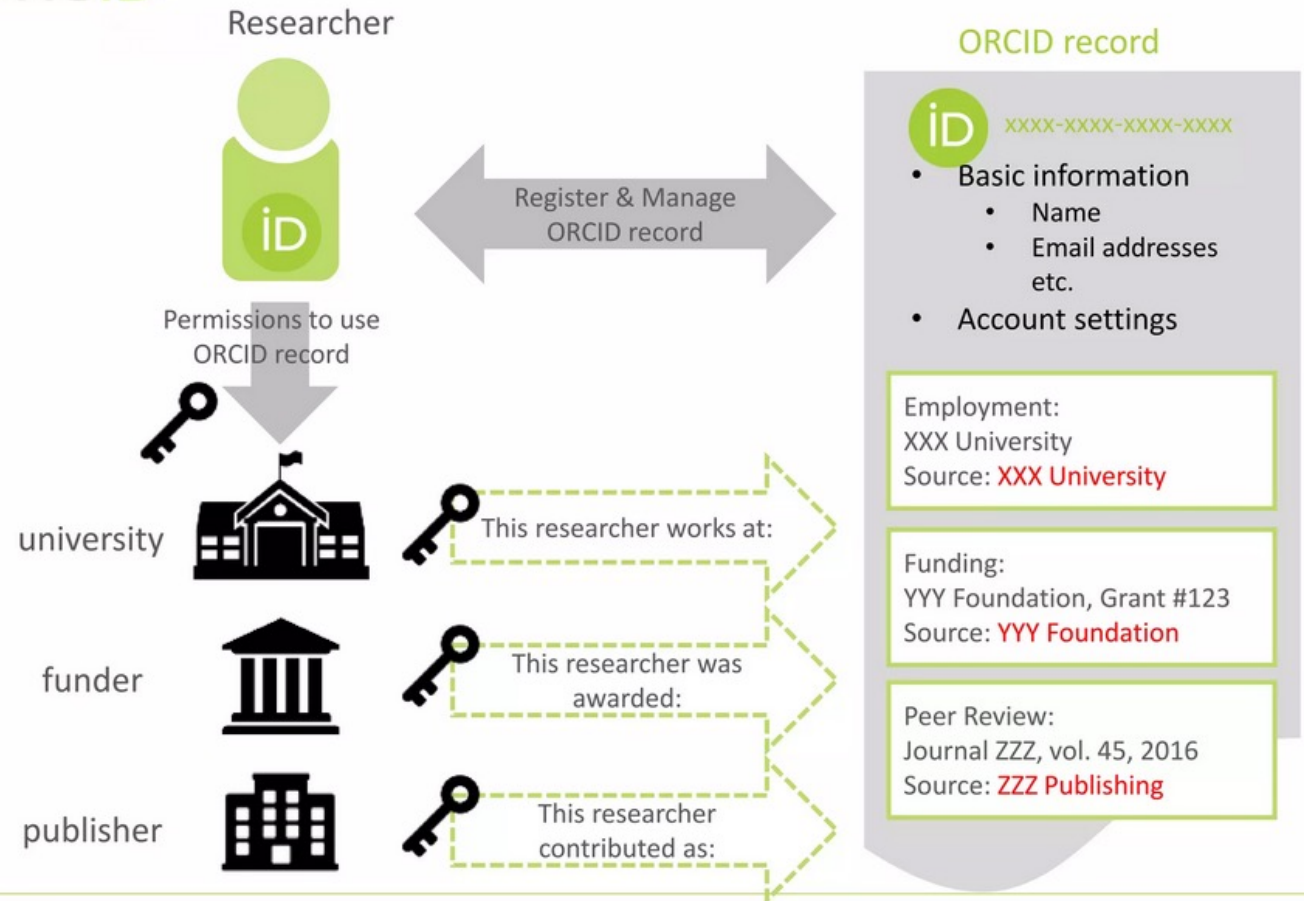 Researcher
iD
Register & Manage
ORCID record
Permissions to use
ORCID record
university
This researcher works at:
funder
This researcher was
awarded:
publisher
This researcher
contributed as:
ORCID record
iD xxxx-xxxx-xxxx-xxxx
• Basic information
• Name
• Email addresses
etc.
• Account settings
Employment:
XXX University
Source: XXX University
Funding:
YYY Foundation, Grant #123
Source: YYY Foundation
Peer Review:
Journal ZZZ, vol. 45, 2016
Source: ZZZ Publishing